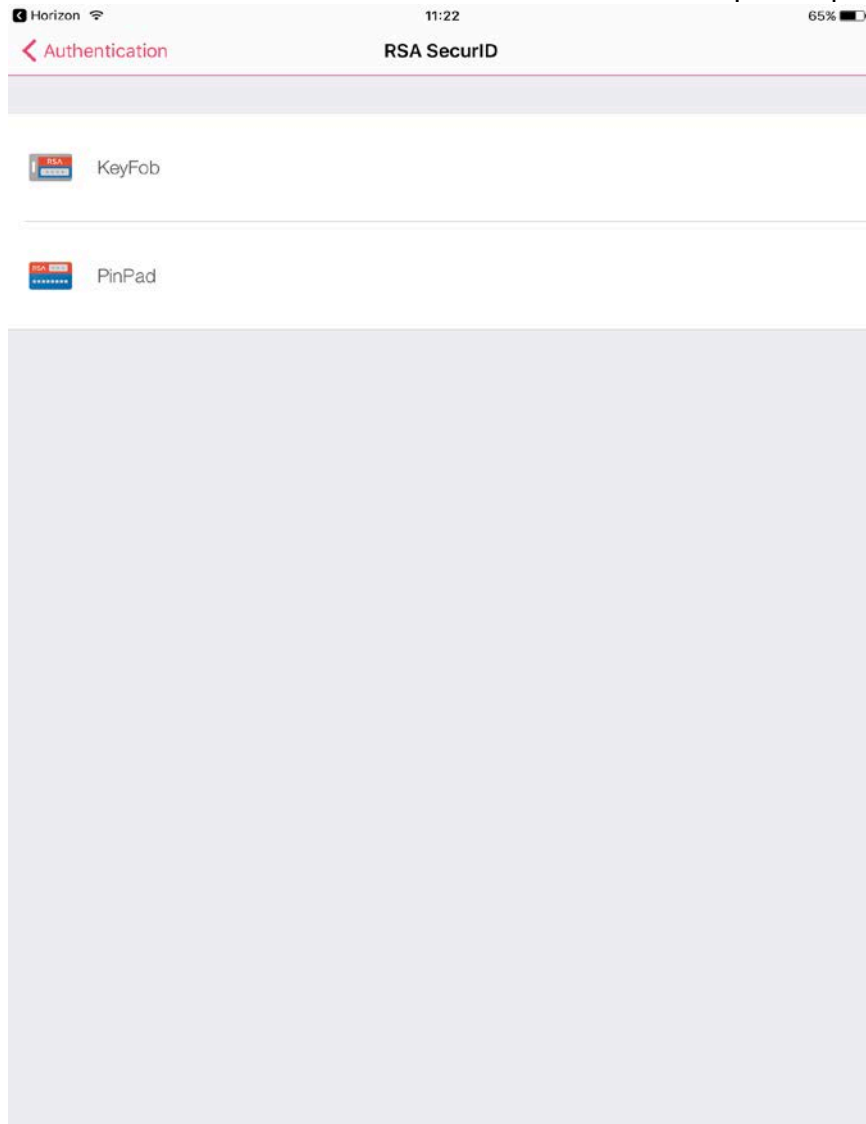 Horizon 11:22 65%
Authentication RSA SecurID
RSA
KeyFob
RSA
PinPad